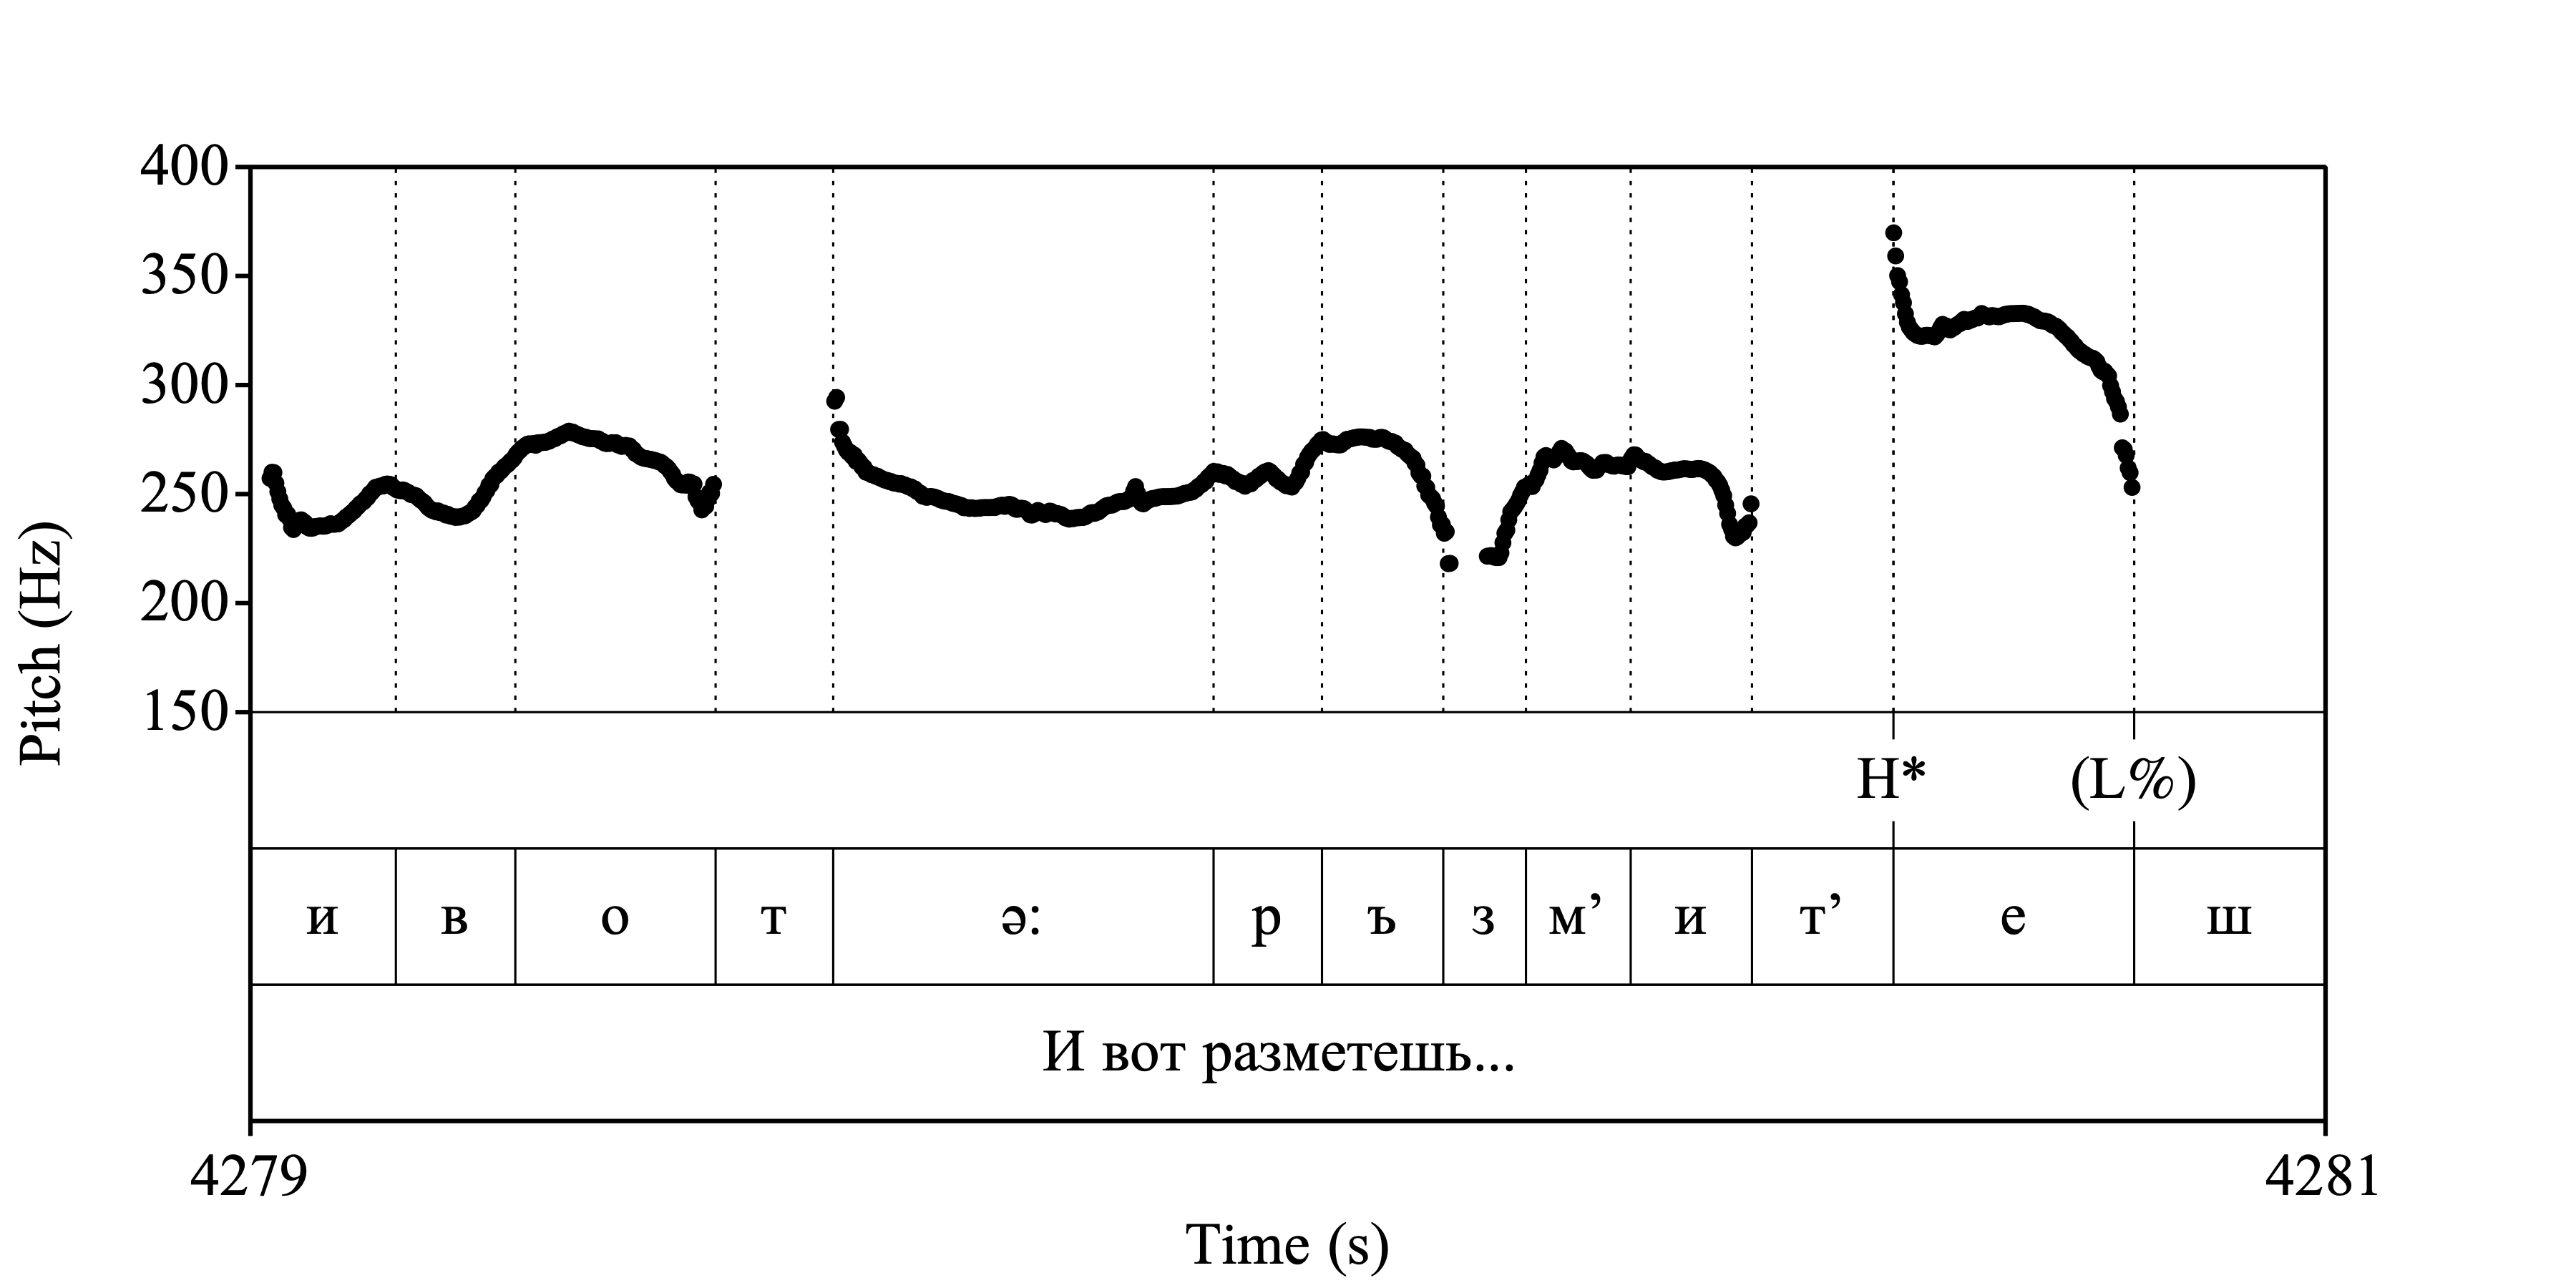 400
350
300
250
200
150
Pitch (Hz)
H* (L%)
и в о т ə: р ъ з м’ и т’ е ш
И вот разметешь...
4279 4281
Time (s)